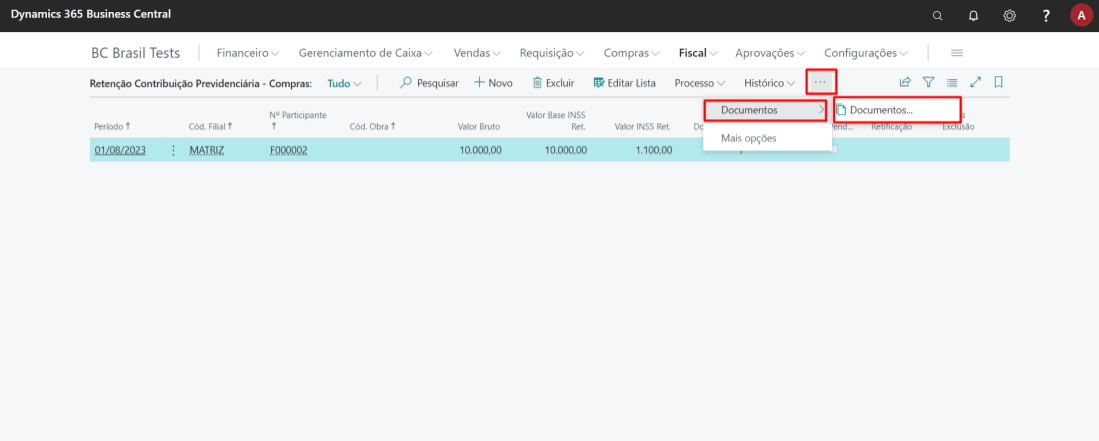 Dynamics 365 Business Central
?
A
BC Brasil Tests
Financeiro
Gerenciamento de Caixa
Vendas
Requisição
Compras
Fiscal
Aprovações
Configurações
Retenção Contribuição Previdenciária - Compras:
Tudo
Pesquisar
Novo
Excluir
Editar Lista
Processo
Histórico
...
Documentos
Documentos...
Mais opções
Período ↑
Cód. Filial ↑
Nº Participante ↑
Cód. Obra ↑
Valor Bruto
Valor Base INSS Ret.
Valor INSS Ret.
Retificação
Exclusão
01/08/2023
MATRIZ
F000002
10.000,00
10.000,00
1.100,00